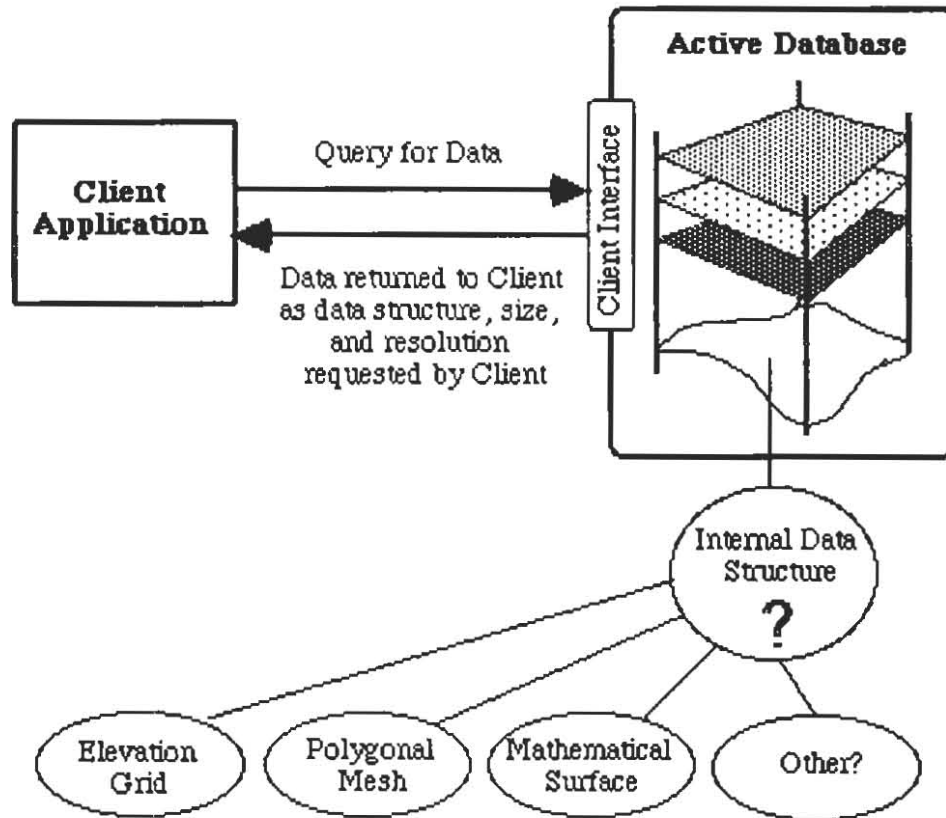 Active Database
Client
Application
Query for Data
Client Interface
Data returned to Client
as data structure, size,
and resolution
requested by Client
Internal Data
Structure
?
Elevation
Grid
Polygonal
Mesh
Mathematical
Surface
Other?